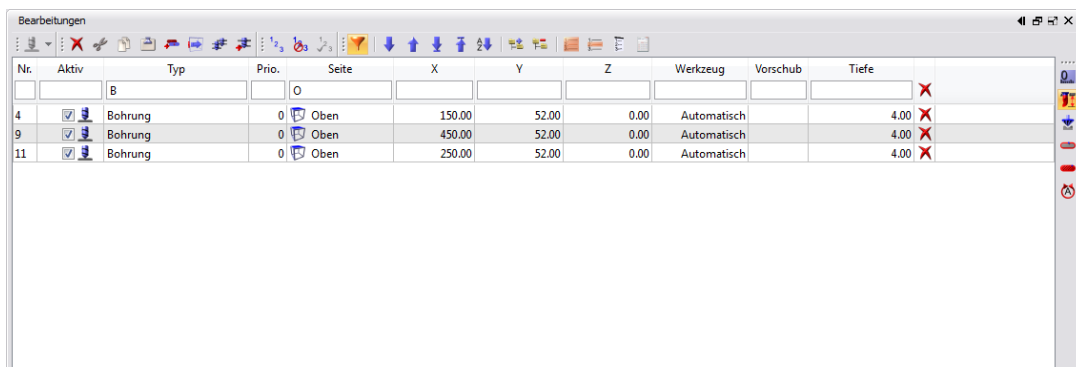 Bearbeitungen
Nr. Aktiv Typ Prio. Seite X Y Z Werkzeug Vorschub Tiefe
B O
4 Bohrung 0 Oben 150.00 52.00 0.00 Automatisch 4.00
9 Bohrung 0 Oben 450.00 52.00 0.00 Automatisch 4.00
11 Bohrung 0 Oben 250.00 52.00 0.00 Automatisch 4.00